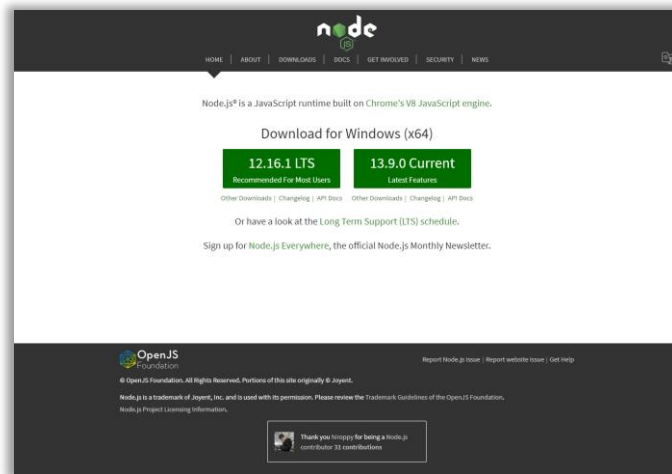 node
JS
HOME | ABOUT | DOWNLOADS | DOCS | GET INVOLVED | SECURITY | NEWS
Node.js® is a JavaScript runtime built on Chrome's V8 JavaScript engine.
Download for Windows (x64)
12.16.1 LTS
Recommended For Most Users
13.9.0 Current
Latest Features
Other Downloads | Changelog | API Docs
Other Downloads | Changelog | API Docs
Or have a look at the Long Term Support (LTS) schedule.
Sign up for Node.js Everywhere, the official Node.js Monthly Newsletter.
OpenJS
Foundation
Report Node.js issue | Report website issue | Get Help
© OpenJS Foundation. All Rights Reserved. Portions of this site originally © Joyent.
Node.js is a trademark of Joyent, Inc. and is used with its permission. Please review the Trademark Guidelines of the OpenJS Foundation.
Node.js Project Licensing Information.
Thank you hiroppy for being a Node.js
contributor 31 contributions